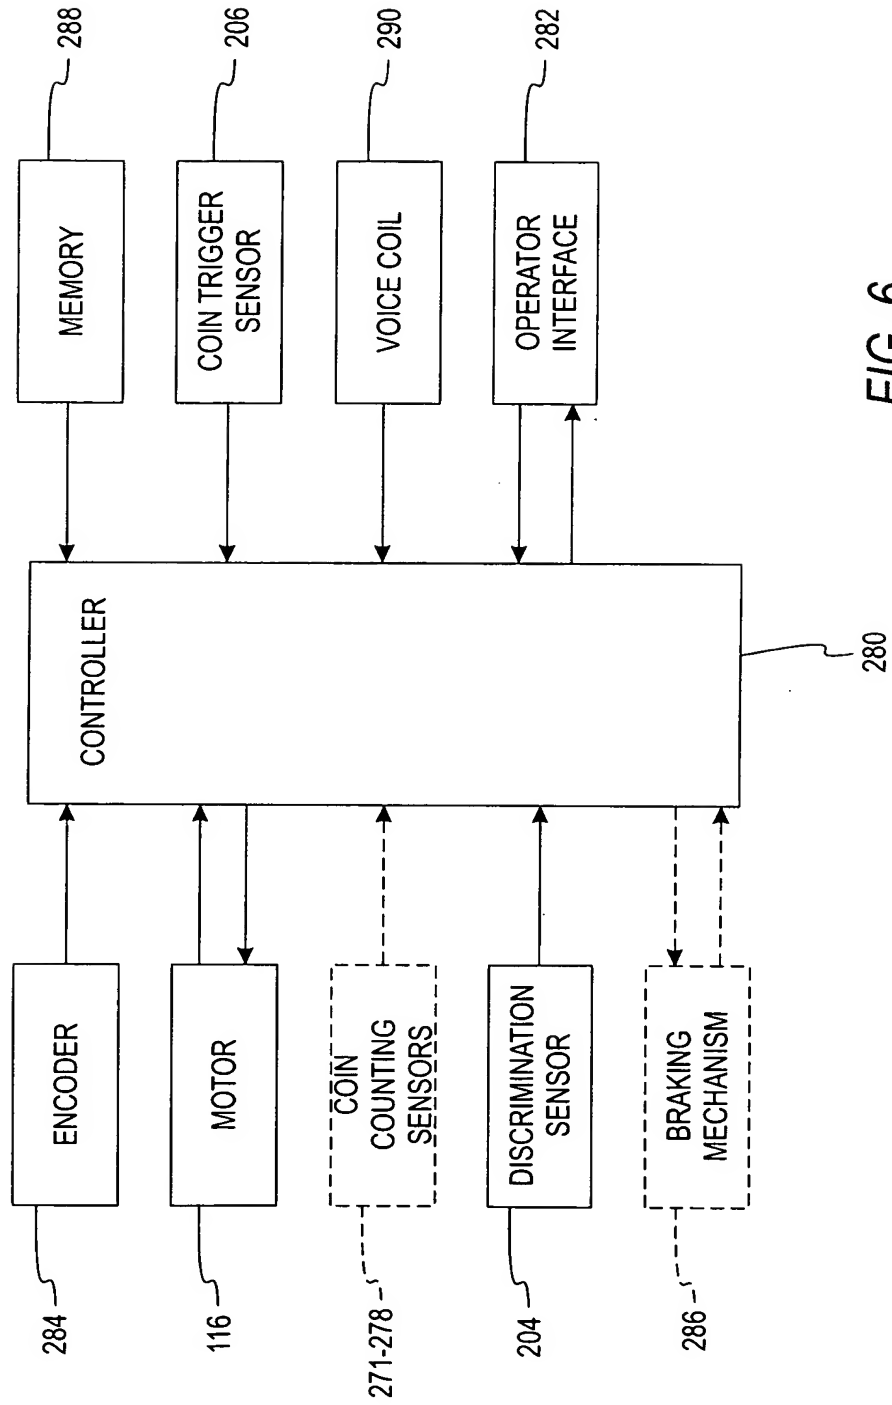 284
ENCODER
116
MOTOR
271-278
COIN
COUNTING
SENSORS
204
DISCRIMINATION
SENSOR
286
BRAKING
MECHANISM
CONTROLLER
280
MEMORY
288
COIN TRIGGER
SENSOR
206
VOICE COIL
290
OPERATOR
INTERFACE
282
FIG. 6